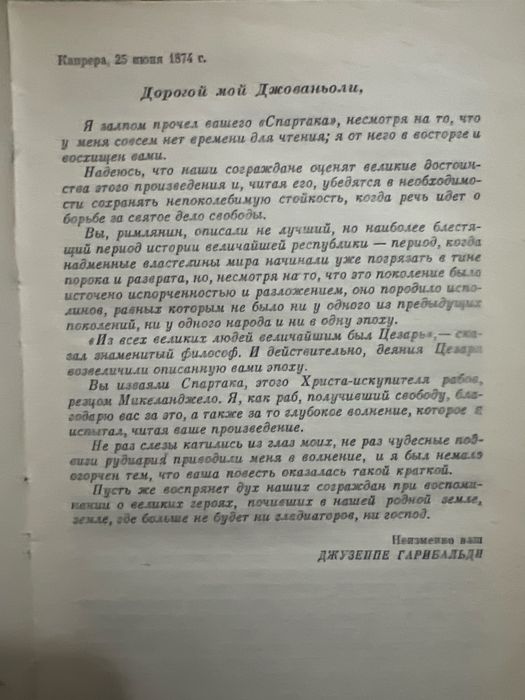 Капрера, 25 июня 1874 г.
Дорогой мой Джованьоли,
Я залпом прочел вашего «Спартака», несмотря на то, что
у меня совсем нет времени для чтения; я от него в восторге и
восхищен вами.
Надеюсь, что наши сограждане оценят великие достоин-
ства этого произведения и, читая его, убедятся в необходимо-
сти сохранять непоколебимую стойкость, когда речь идет о
борьбе за святое дело свободы.
Вы, римлянин, описали не лучший, но наиболее блестя-
щий период истории величайшей республики — период, когда
надменные властелины мира начинали уже погрязать в тине
порока и разврата, но, несмотря на то, что это поколение было
источено испорченностью и разложением, оно породило испо-
линов, равных которым не было ни у одного из предыдущих
поколений, ни у одного народа и ни в одну эпоху.
«Из всех великих людей величайшим был Цезарь», — ска-
зал знаменитый философ. И действительно, деяния Цезаря
возвеличили описанную вами эпоху.
Вы изваяли Спартака, этого Христа-искупителя рабов,
резцом Микеланджело. Я, как раб, получивший свободу, бла-
годарю вас за это, а также за то глубокое волнение, которое я
испытал, читая ваше произведение.
Не раз слезы катились из глаз моих, не раз чудесные под-
виги рудиария приводили меня в волнение, и я был немало
огорчен тем, что ваша повесть оказалась такой краткой.
Пусть же воспрянет дух наших сограждан при воспоми-
нании о великих героях, почивших в нашей родной земле,
земле, где больше не будет ни гладиаторов, ни господ.
Неизменно ваш
ДЖУЗЕППЕ ГАРИБАЛЬДИ